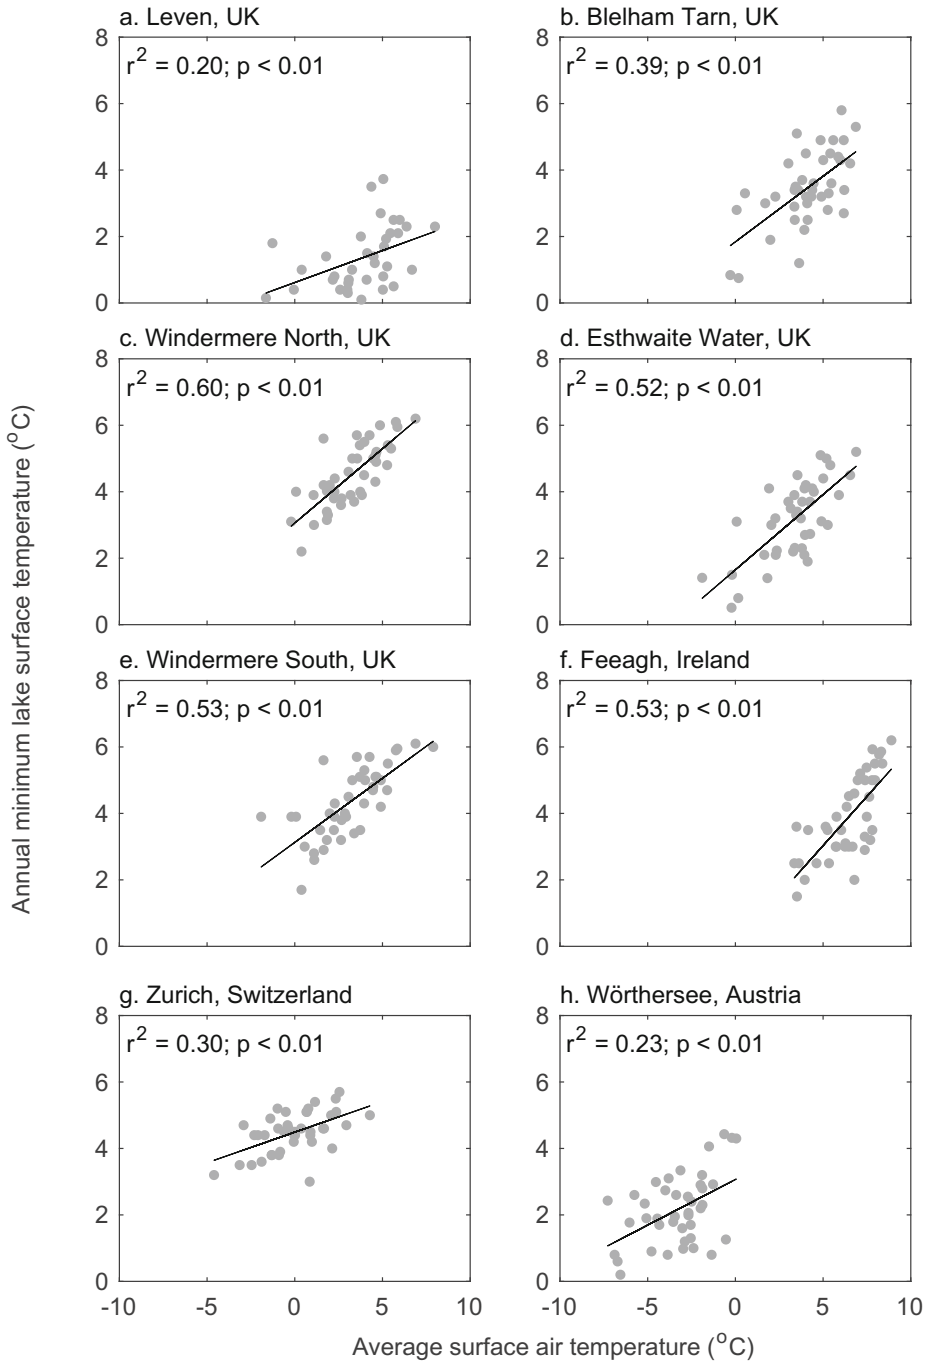 a. Leven, UK
r² = 0.20; p < 0.01
8
6
4
2
0
b. Blelham Tarn, UK
r² = 0.39; p < 0.01
8
6
4
2
0
c. Windermere North, UK
r² = 0.60; p < 0.01
8
6
4
2
0
d. Esthwaite Water, UK
r² = 0.52; p < 0.01
8
6
4
2
0
e. Windermere South, UK
r² = 0.53; p < 0.01
8
6
4
2
0
f. Feeagh, Ireland
r² = 0.53; p < 0.01
8
6
4
2
0
g. Zurich, Switzerland
r² = 0.30; p < 0.01
8
6
4
2
0
-10 -5 0 5 10
h. Wörthersee, Austria
r² = 0.23; p < 0.01
8
6
4
2
0
-10 -5 0 5 10
Annual minimum lake surface temperature (°C)
Average surface air temperature (°C)